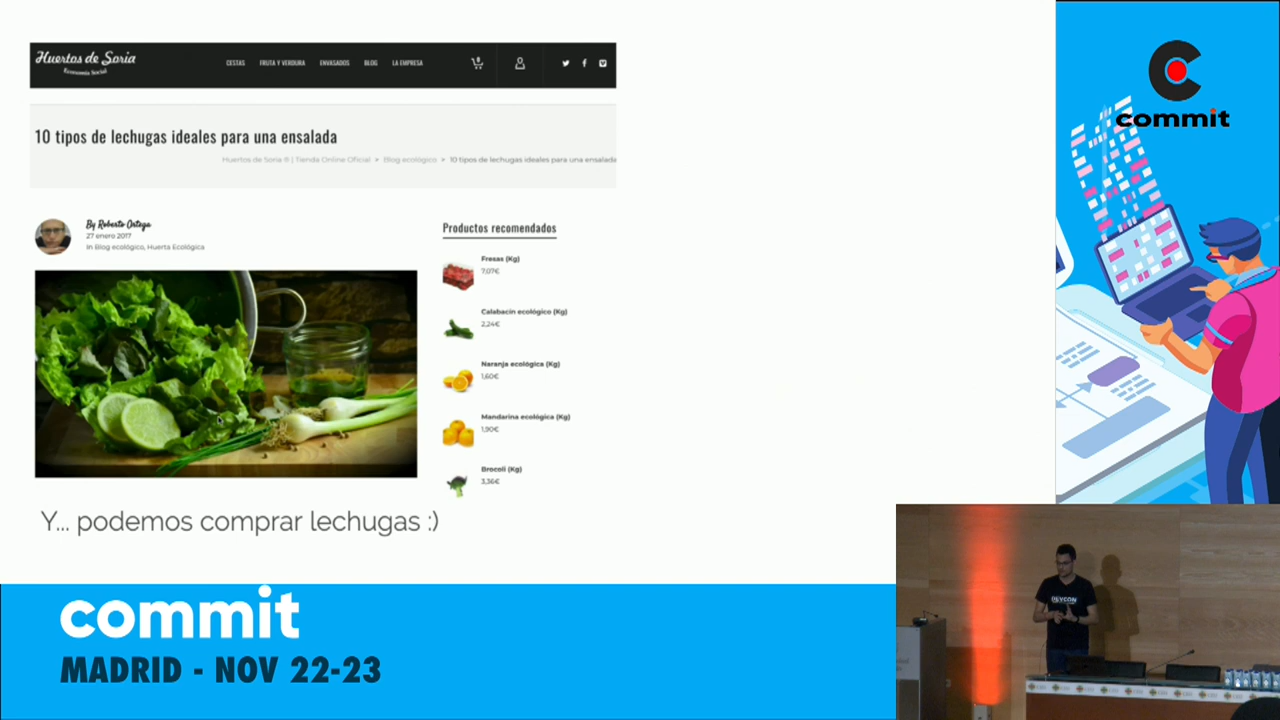 Huertos de Soria
Economía Social
CESTAS FRUTA Y VERDURA ENVASADOS BLOG LA EMPRESA
10 tipos de lechugas ideales para una ensalada
Huertos de Soria ® | Tienda Online Oficial > Blog ecológico > 10 tipos de lechugas ideales para una ensalada
By Roberto Ortega
27 enero 2017
In Blog ecológico, Huerta Ecológica
Productos recomendados
Fresas (Kg)
7,07€
Calabacín ecológico (Kg)
2,24€
Naranja ecológica (Kg)
1,60€
Mandarina ecológica (Kg)
1,90€
Brocoli (Kg)
3,36€
Y... podemos comprar lechugas :)
commit
MADRID - NOV 22-23
commit